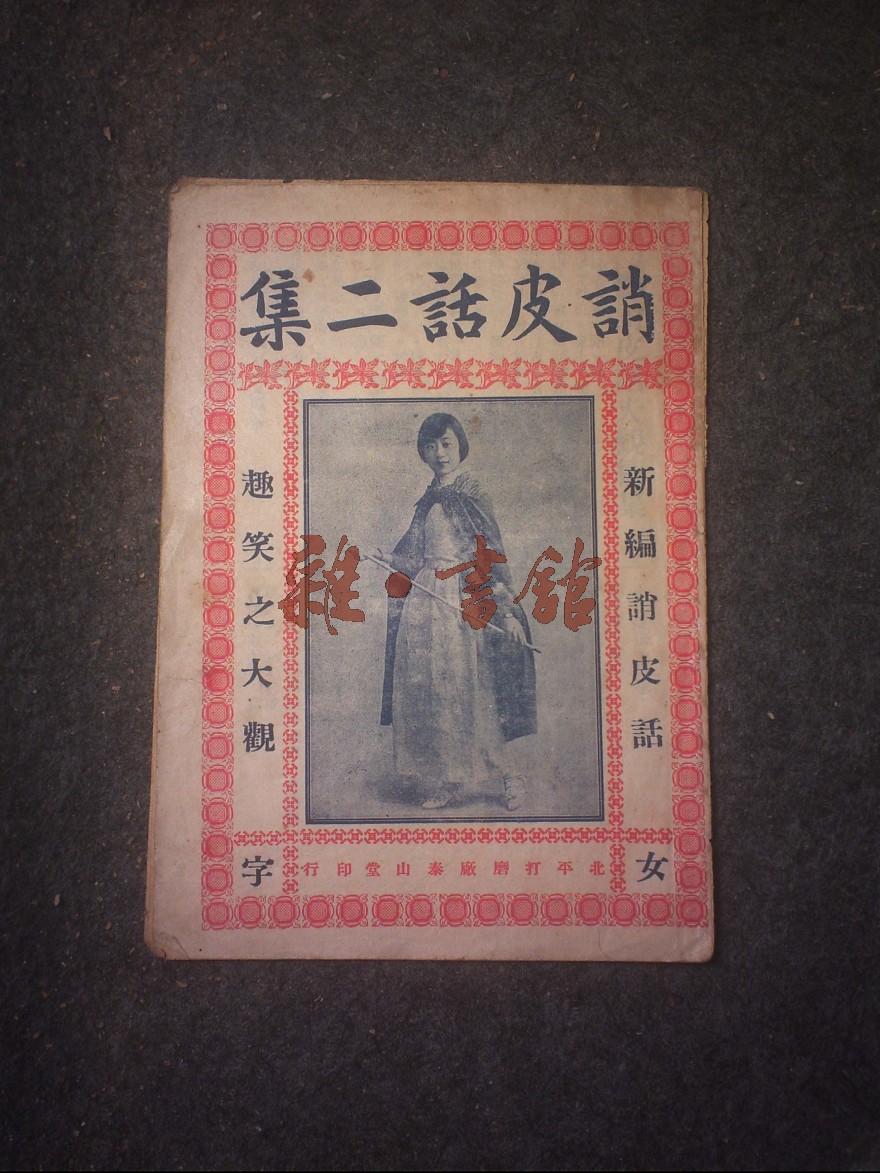 誚皮話二集
新編誚皮話
趣笑之大觀
女字
北平打磨廠泰山堂印行
雜·書館